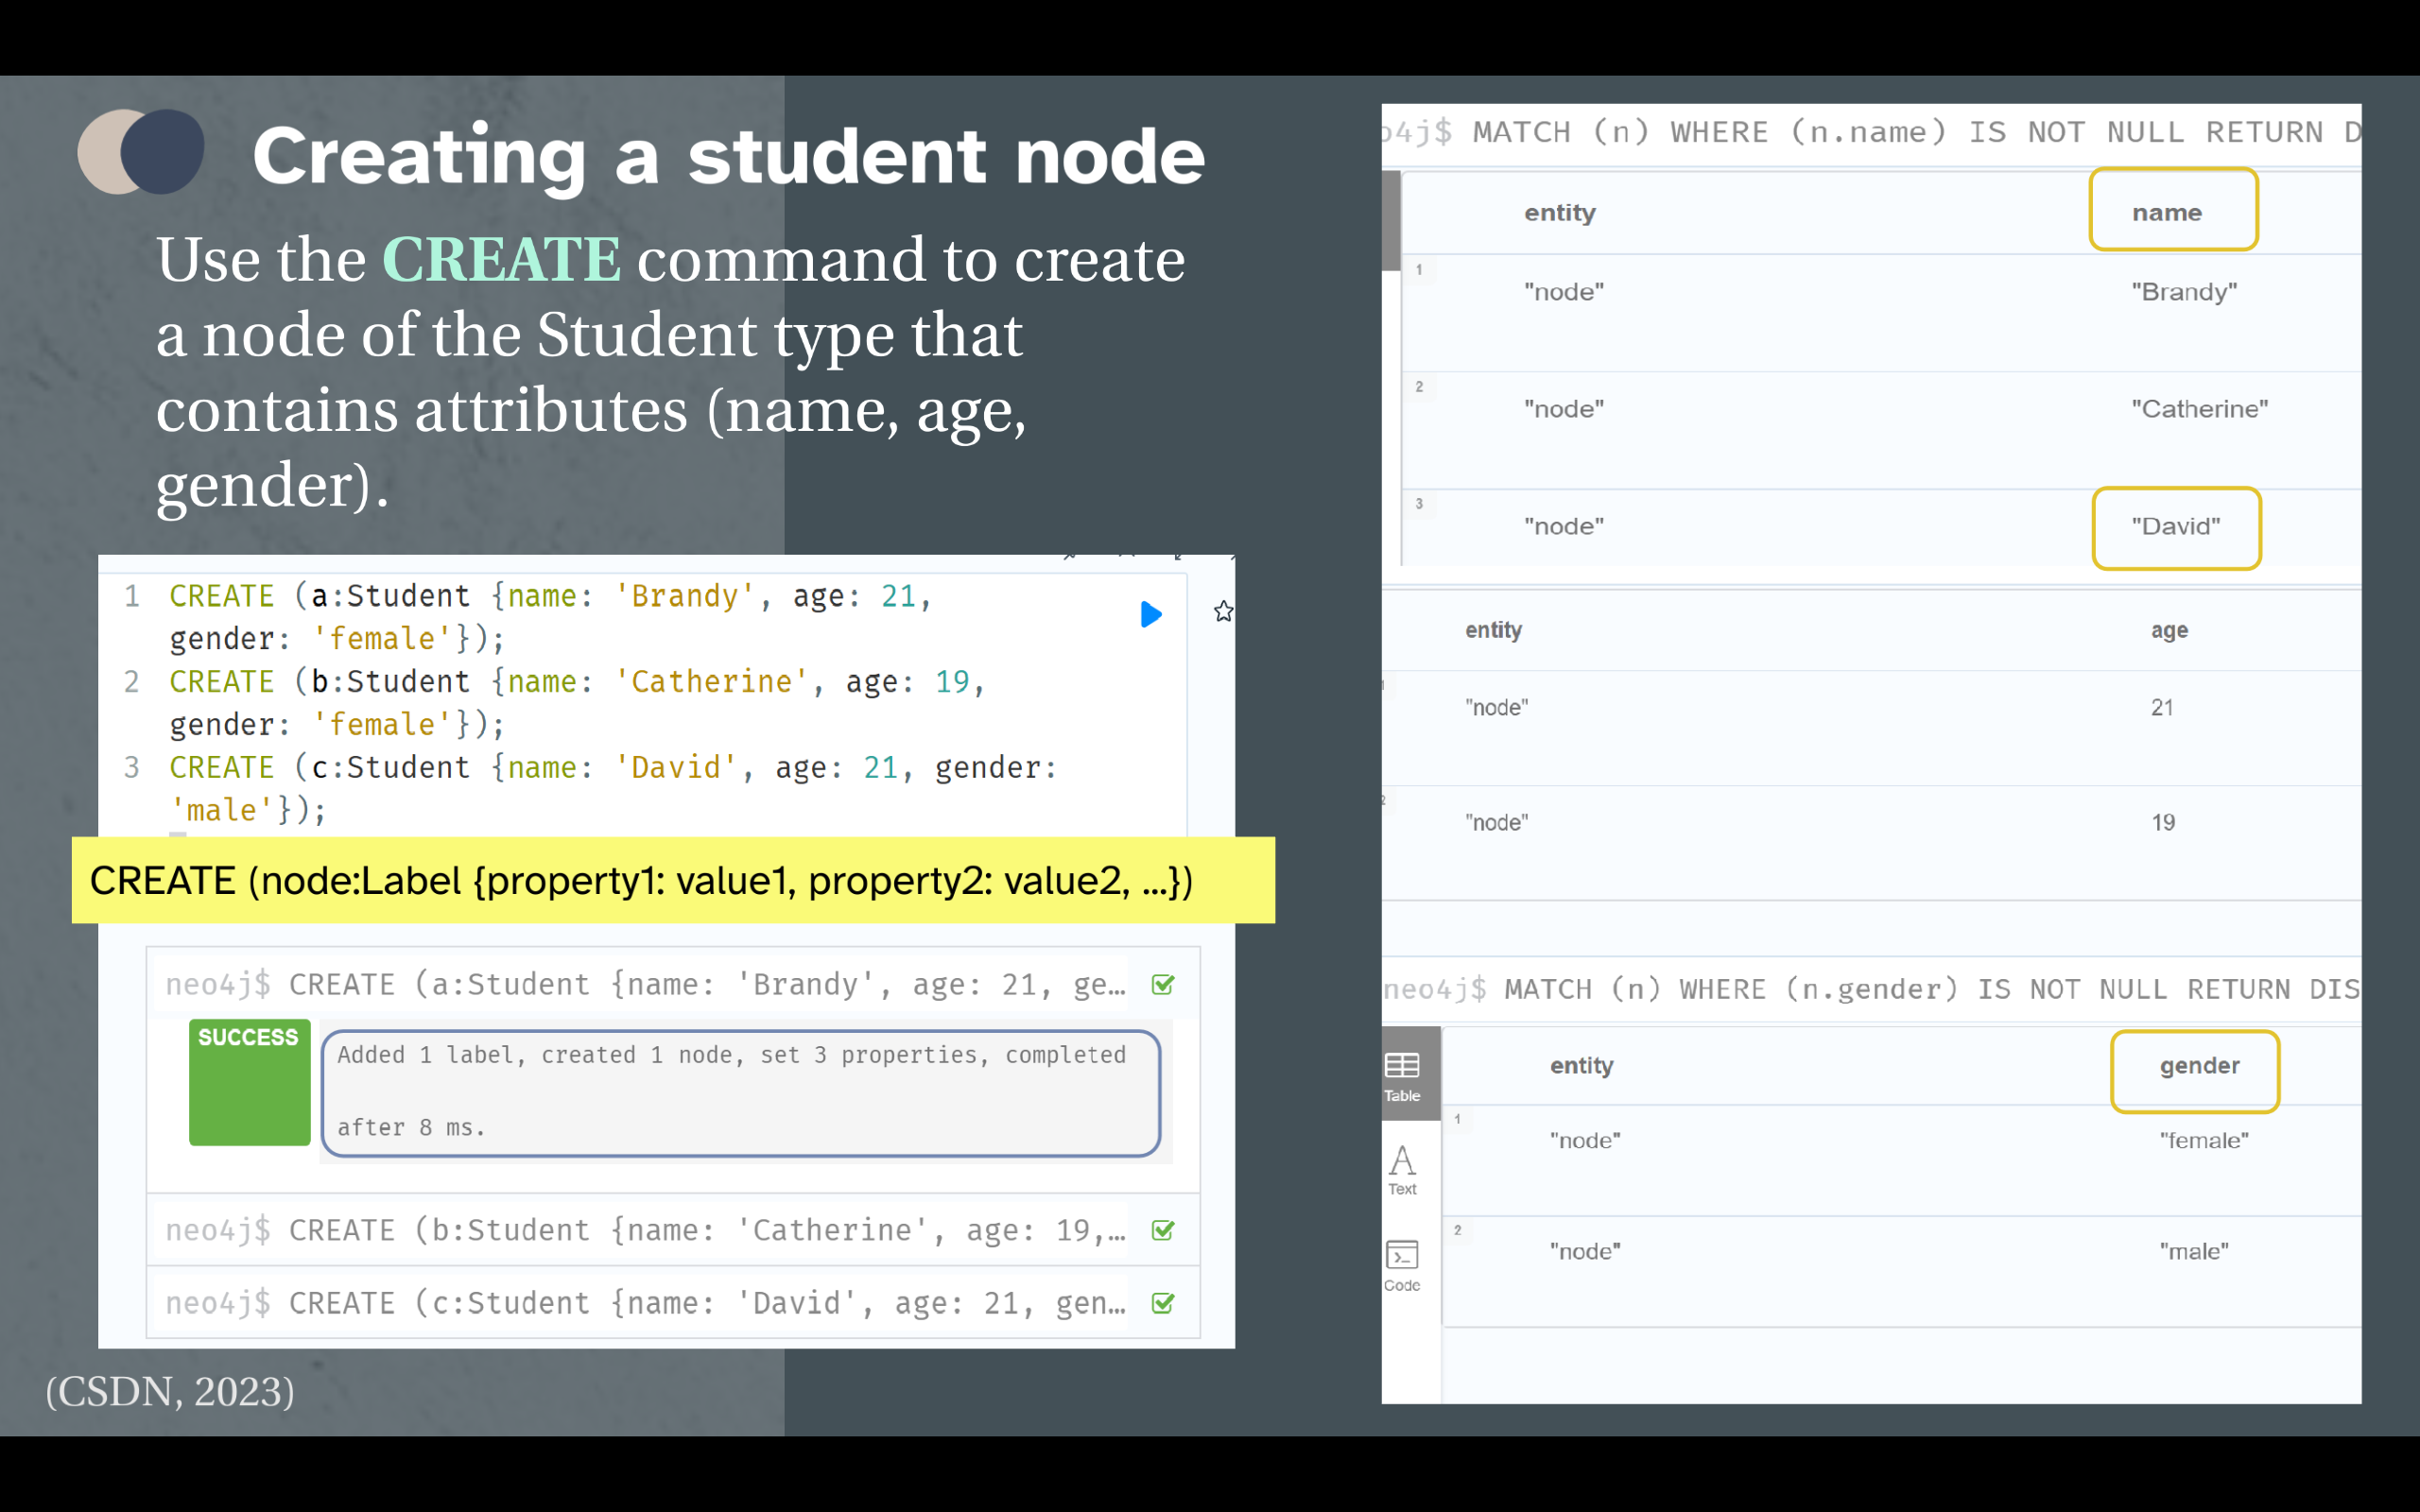 Creating a student node
Use the CREATE command to create
a node of the Student type that
contains attributes (name, age,
gender).
1 CREATE (a:Student {name: 'Brandy', age: 21,
gender: 'female'});
2 CREATE (b:Student {name: 'Catherine', age: 19,
gender: 'female'});
3 CREATE (c:Student {name: 'David', age: 21, gender:
'male'});
CREATE (node:Label {property1: value1, property2: value2, ...})
neo4j$ CREATE (a:Student {name: 'Brandy', age: 21, ge…
SUCCESS
Added 1 label, created 1 node, set 3 properties, completed
after 8 ms.
neo4j$ CREATE (b:Student {name: 'Catherine', age: 19,…
neo4j$ CREATE (c:Student {name: 'David', age: 21, gen…
(CSDN, 2023)
o4j$ MATCH (n) WHERE (n.name) IS NOT NULL RETURN D
entity name
1 "node" "Brandy"
2 "node" "Catherine"
3 "node" "David"
entity age
"node" 21
2 "node" 19
neo4j$ MATCH (n) WHERE (n.gender) IS NOT NULL RETURN DIS
Table
Text
Code
entity gender
1 "node" "female"
2 "node" "male"